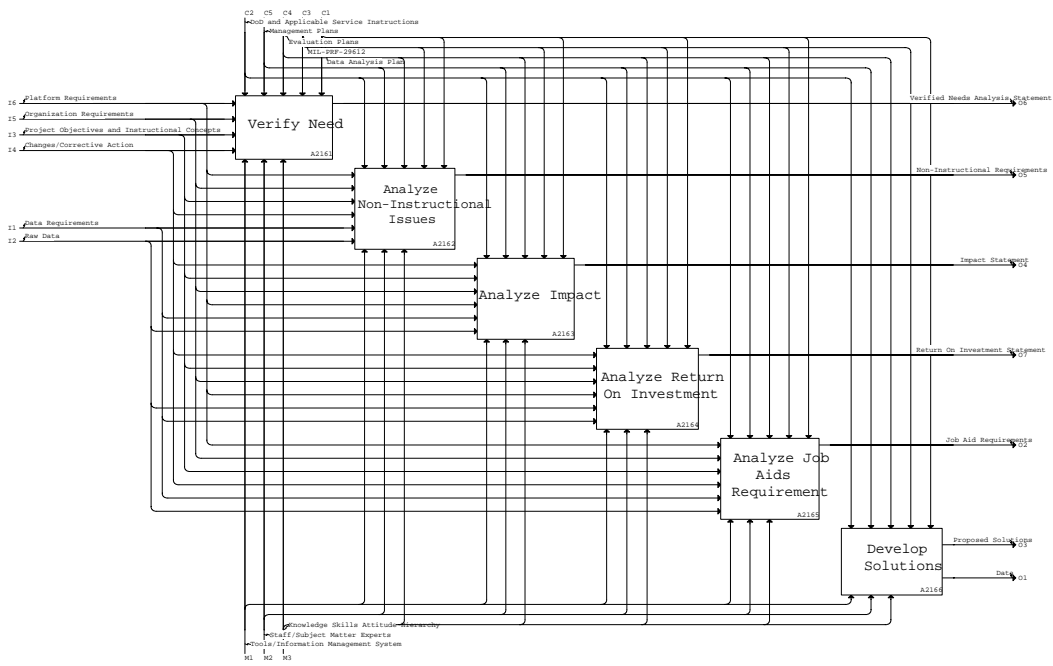 C2 C5 C4 C3 C1
DoD and Applicable Service Instructions
Management Plans
Evaluation Plans
MIL-PRF-29612
Data Analysis Plan
I6 Platform Requirements
Verified Needs Analysis Statement
O6
I5 Organization Requirements
Verify Need
I3 Project Objectives and Instructional Concepts
I4 Changes/Corrective Action
A2161
Non-Instructional Requirements
O5
Analyze
Non-Instructional
Issues
I1 Data Requirements
I2 Raw Data
A2162
Impact Statement
O4
Analyze Impact
A2163
Return On Investment Statement
O7
Analyze Return
On Investment
A2164
Job Aid Requirements
O2
Analyze Job
Aids
Requirement
A2165
Proposed Solutions
O3
Develop
Solutions
Data
O1
A2166
Knowledge Skills Attitude hierarchy
Staff/Subject Matter Experts
Tools/Information Management System
M1 M2 M3